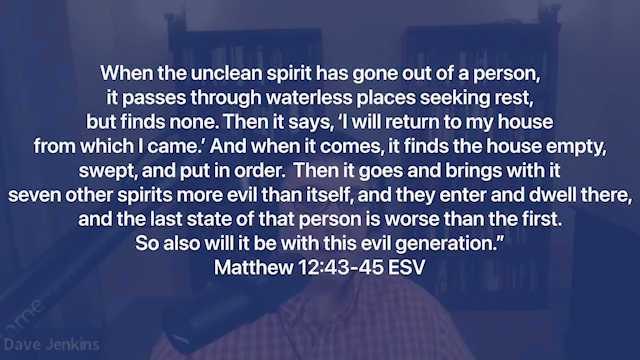 When the unclean spirit has gone out of a person,
it passes through waterless places seeking rest,
but finds none. Then it says, ‘I will return to my house
from which I came.’ And when it comes, it finds the house empty,
swept, and put in order.  Then it goes and brings with it
seven other spirits more evil than itself, and they enter and dwell there,
and the last state of that person is worse than the first.
So also will it be with this evil generation.”
Matthew 12:43-45 ESV
ame
Dave Jenkins